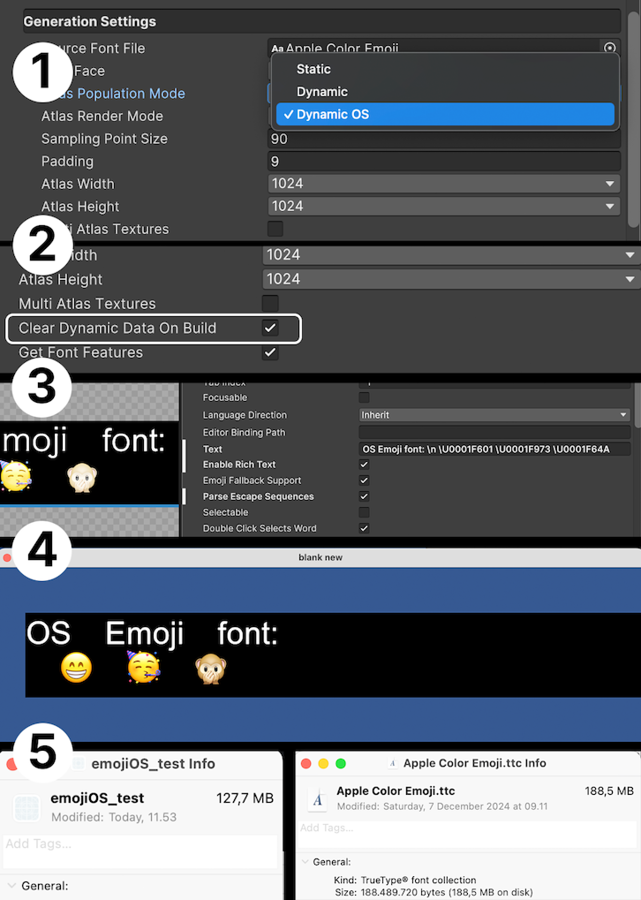 Generation Settings
Source Font File
Aa Apple Color Emoji
1
Face
Static
Atlas Population Mode
Dynamic
Atlas Render Mode
✓ Dynamic OS
Sampling Point Size
90
Padding
9
Atlas Width
1024
Atlas Height
1024
Atlas Textures
2
Width
1024
Atlas Height
1024
Multi Atlas Textures
Clear Dynamic Data On Build
Get Font Features
3
Tab Index
Focusable
Language Direction
Inherit
Editor Binding Path
moji font:
Text
OS Emoji font: \n \U0001F601 \U0001F973 \U0001F64A
Enable Rich Text
Emoji Fallback Support
Parse Escape Sequences
Selectable
Double Click Selects Word
4
blank new
OS Emoji font:
😁 🥳 🙊
5
emojiOS_test Info
emojiOS_test
127,7 MB
Modified: Today, 11.53
Add Tags...
General:
Apple Color Emoji.ttc Info
Apple Color Emoji.ttc
188,5 MB
Modified: Saturday, 7 December 2024 at 09.11
Add Tags...
General:
Kind: TrueType® font collection
Size: 188.489.720 bytes (188,5 MB on disk)